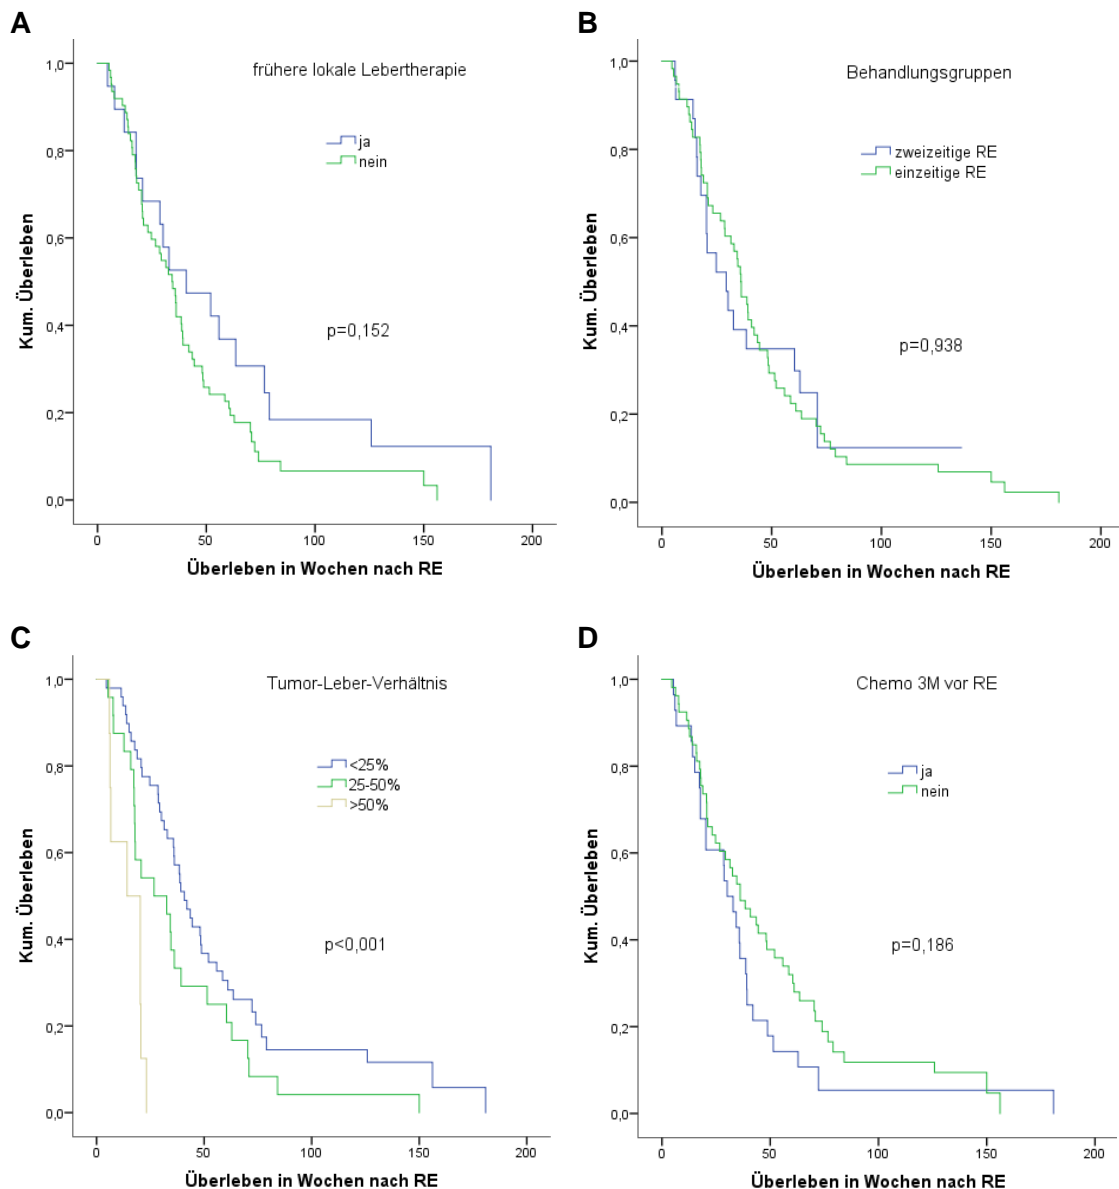 A
frühere lokale Lebertherapie
ja
nein
p=0,152
Kum. Überleben
1,0
0,8
0,6
0,4
0,2
0,0
0 50 100 150 200
Überleben in Wochen nach RE
B
Behandlungsgruppen
zweizeitige RE
einzeitige RE
p=0,938
Kum. Überleben
1,0
0,8
0,6
0,4
0,2
0,0
0 50 100 150 200
Überleben in Wochen nach RE
C
Tumor-Leber-Verhältnis
<25%
25-50%
>50%
p<0,001
Kum. Überleben
1,0
0,8
0,6
0,4
0,2
0,0
0 50 100 150 200
Überleben in Wochen nach RE
D
Chemo 3M vor RE
ja
nein
p=0,186
Kum. Überleben
1,0
0,8
0,6
0,4
0,2
0,0
0 50 100 150 200
Überleben in Wochen nach RE